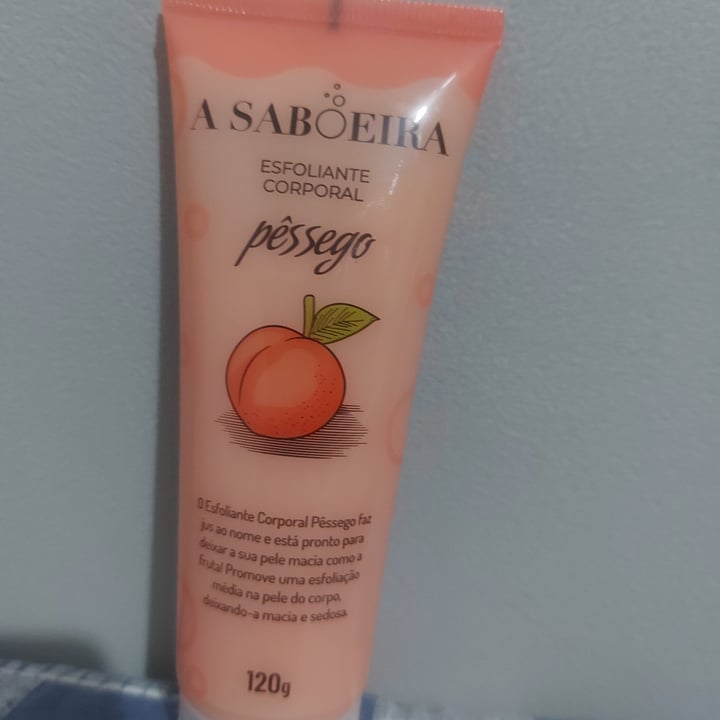 A SABOEIRA
ESFOLIANTE
CORPORAL
pêssego
O Esfoliante Corporal Pêssego faz
jus ao nome e está pronto para
deixar a sua pele macia como a
fruta! Promove uma esfoliação
média na pele do corpo,
deixando-a macia e sedosa.
120g